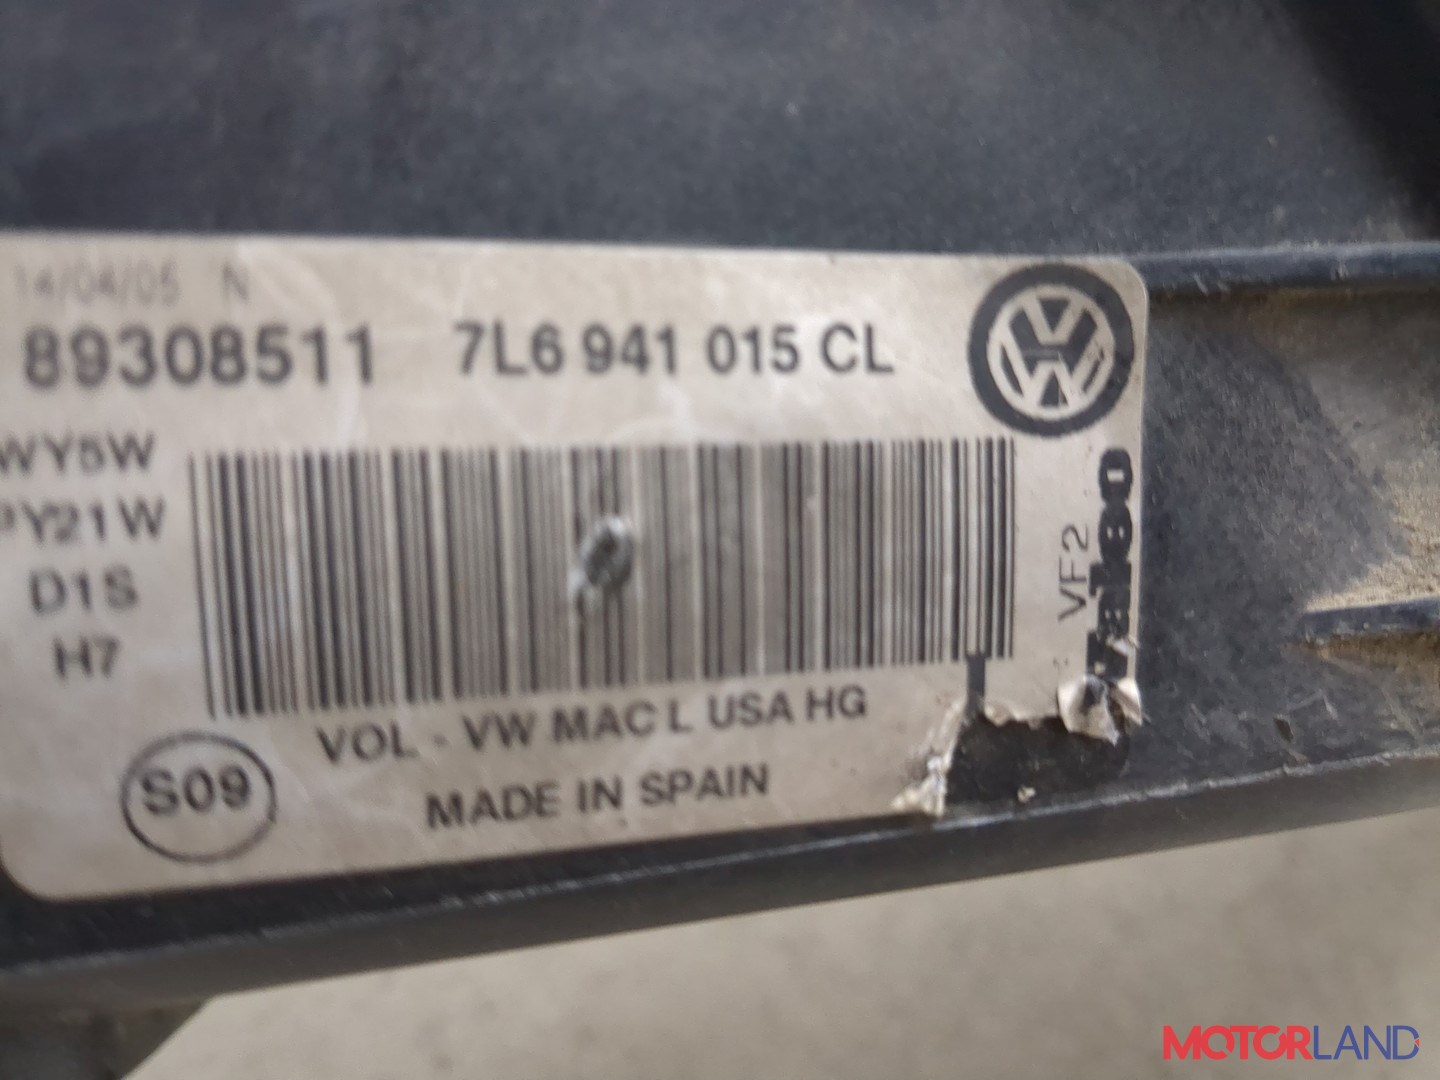 14/04/05 N
89308511 7L6 941 015 CL
WY5W
PY21W
D1S
H7
VF2
Valeo
VOL - VW MAC L USA HG
S09
MADE IN SPAIN
MOTORLAND